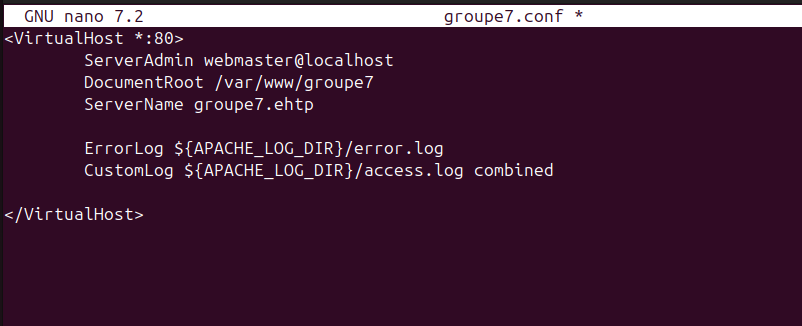 GNU nano 7.2 groupe7.conf *
<VirtualHost *:80>
ServerAdmin webmaster@localhost
DocumentRoot /var/www/groupe7
ServerName groupe7.ehtp
ErrorLog ${APACHE_LOG_DIR}/error.log
CustomLog ${APACHE_LOG_DIR}/access.log combined
</VirtualHost>